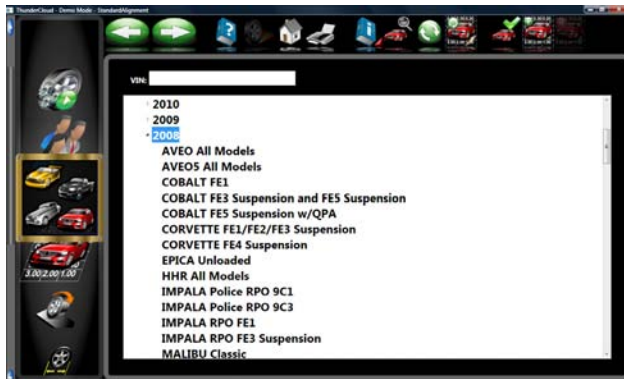 ThunderCloud - Demo Mode - StandardAlignment
VIN:
2010
2009
2008
AVEO All Models
AVEO5 All Models
COBALT FE1
COBALT FE3 Suspension and FE5 Suspension
COBALT FE5 Suspension w/QPA
CORVETTE FE1/FE2/FE3 Suspension
CORVETTE FE4 Suspension
EPICA Unloaded
HHR All Models
IMPALA Police RPO 9C1
IMPALA Police RPO 9C3
IMPALA RPO FE1
IMPALA RPO FE3 Suspension
MALIBU Classic
3.00 2.00 1.00